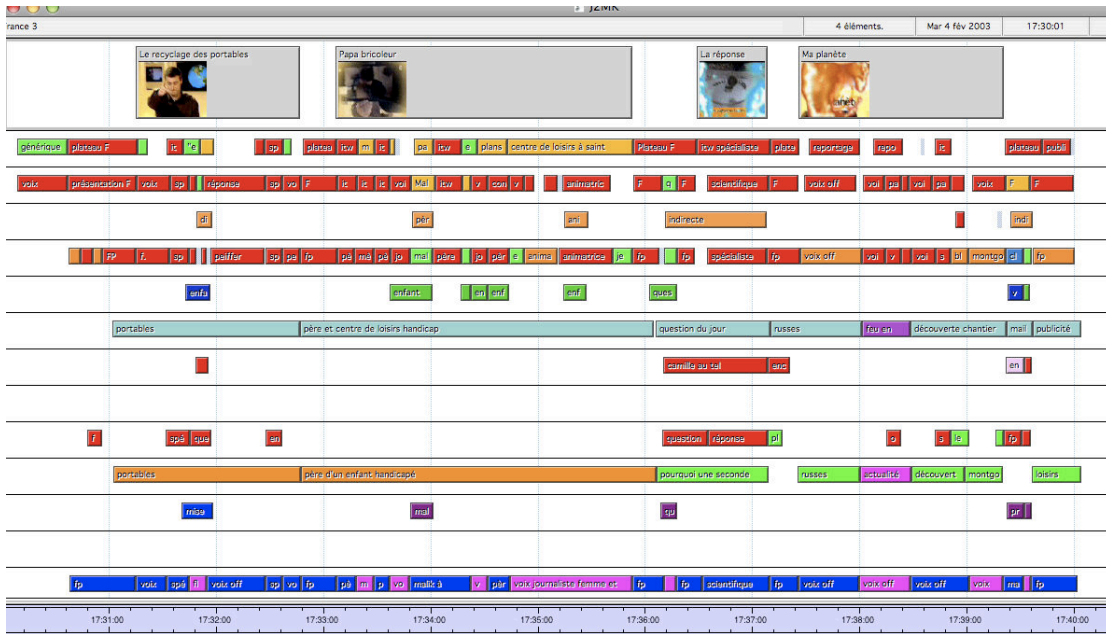 J2MK
rance 3 4 éléments. Mar 4 fév 2003 17:30:01
Le recyclage des portables Papa bricoleur La réponse Ma planète
générique plateau F it "e sp platea itw m it pa itw e plans centre de loisirs à saint Plateau F itw spécialiste plate reportage repo it plateau publi
voix présentation F voix sp réponse sp vo F it it it voi Mal itw v con v animatric F q F scientifique F voix off voi pa voi pa voix F F
di pèr ani indirecte indi
FP f. sp peiffer sp pe fp pè mè pè jo mal père jo pèr e anima animatrice je fp fp spécialiste fp voix off voi v voi s bl montgo cl fp
enfa enfant en enf enf ques v
portables père et centre de loisirs handicap question du jour russes feu en découverte chantier mail publicité
camille au tel enc en
f spé que en question réponse pl o s le fp
portables père d'un enfant handicapé pourquoi une seconde russes actualité découvert montgo loisirs
mise mal qu pr
fp voix spé fi voix off sp vo fp pè m p vo malik à v pèr voix journaliste femme et fp fp scientifique fp voix off voix off voix off voix ma fp
17:31:00 17:32:00 17:33:00 17:34:00 17:35:00 17:36:00 17:37:00 17:38:00 17:39:00 17:40:00